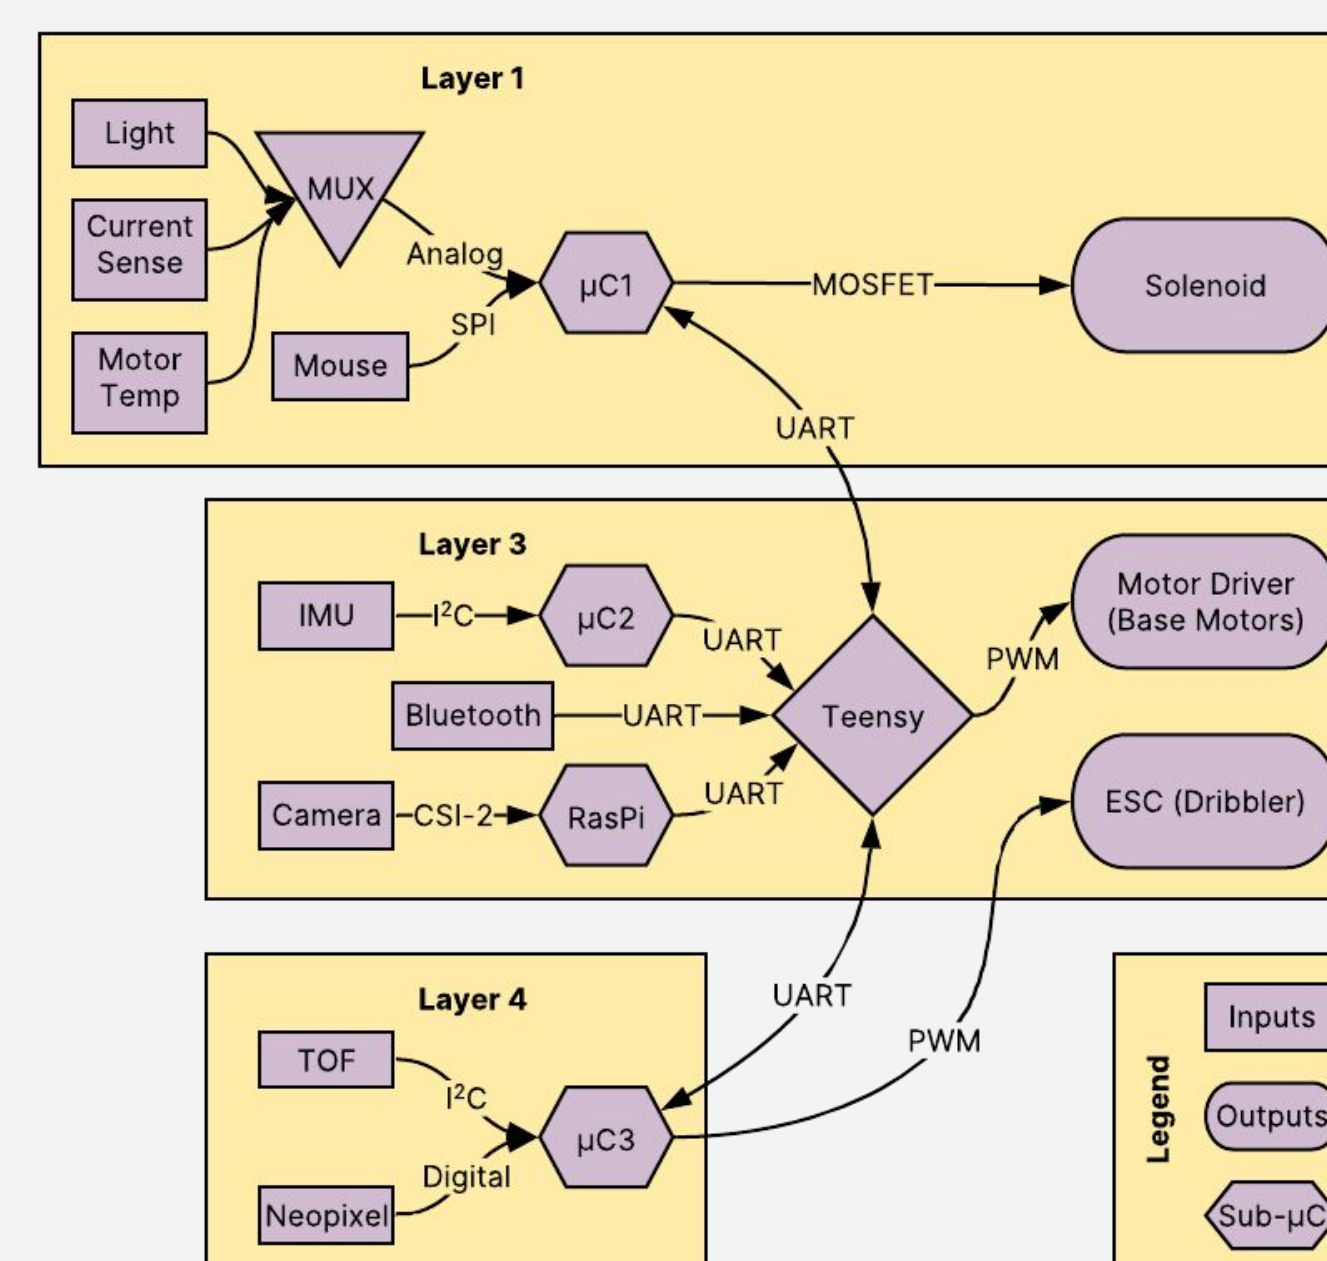 Layer 1
Light
MUX
Current
Sense
Analog
µC1
MOSFET
Solenoid
SPI
Motor
Temp
Mouse
UART
Layer 3
IMU
I²C
µC2
UART
Motor Driver
(Base Motors)
PWM
Bluetooth
UART
Teensy
Camera
CSI-2
RasPi
UART
ESC (Dribbler)
Layer 4
UART
PWM
TOF
I²C
µC3
Digital
Neopixel
Legend
Inputs
Outputs
Sub-µC